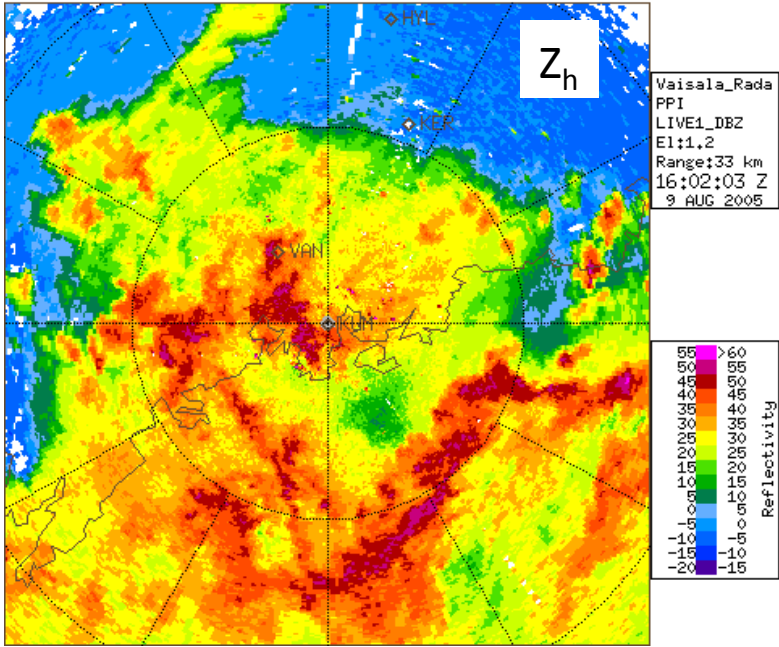 HYL
Zh
KER
VAN
KUM
Vaisala_Rada
PPI
LIVE1_DBZ
El:1.2
Range:33 km
16:02:03 Z
9 AUG 2005
55 >60
50 55
45 50
40 45
35 40
30 35
25 30
20 25
15 20
10 15
5 10
0 5
-5 0
-10 -5
-15 -10
-20 -15
Reflectivity